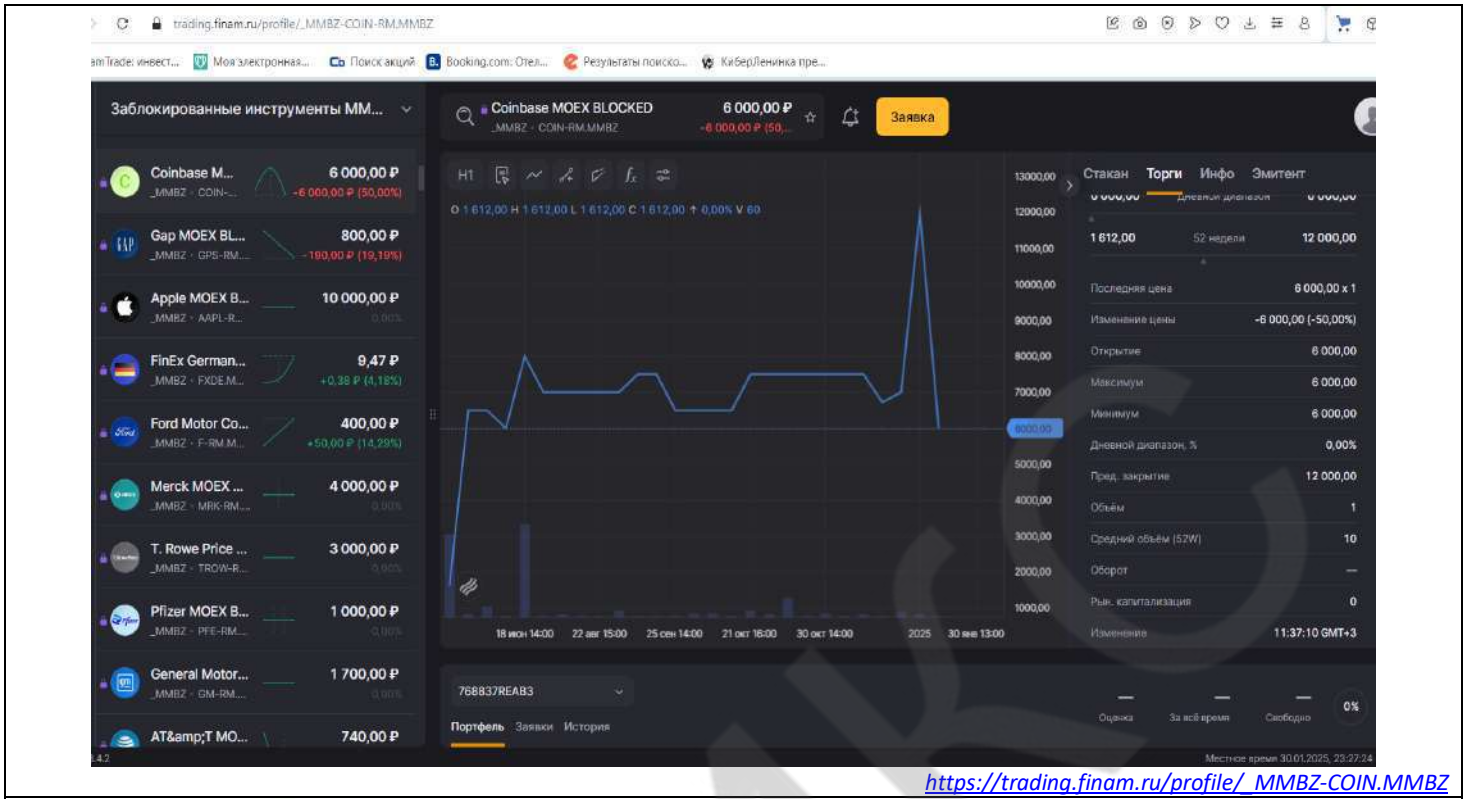 trading.finam.ru/profile/_MMBZ-COIN-RM.MMBZ
amTrade: инвест... Моя электронная... Поиск акций Booking.com: Отел... Результаты поиско... КиберЛенинка пре...
Заблокированные инструменты MM...
Coinbase MOEX BLOCKED 6 000,00 ₽
_MMBZ · COIN-RM.MMBZ -6 000,00 ₽ (50,...
Заявка
Coinbase M... 6 000,00 ₽
_MMBZ · COIN-... -6 000,00 ₽ (50,00%)
Gap MOEX BL... 800,00 ₽
_MMBZ · GPS-RM.... -190,00 ₽ (19,19%)
Apple MOEX B... 10 000,00 ₽
_MMBZ · AAPL-R... 0,00%
FinEx German... 9,47 ₽
_MMBZ · FXDE.M... +0,38 ₽ (4,18%)
Ford Motor Co... 400,00 ₽
_MMBZ · F-RM.M... +50,00 ₽ (14,29%)
Merck MOEX ... 4 000,00 ₽
_MMBZ · MRK-RM.... 0,00%
T. Rowe Price ... 3 000,00 ₽
_MMBZ · TROW-R... 0,00%
Pfizer MOEX B... 1 000,00 ₽
_MMBZ · PFE-RM.... 0,00%
General Motor... 1 700,00 ₽
_MMBZ · GM-RM.... 0,00%
AT&amp;T MO... 740,00 ₽
1.4.2
H1
O 1 612,00 H 1 612,00 L 1 612,00 C 1 612,00 ↑ 0,00% V 60
13000,00
12000,00
11000,00
10000,00
9000,00
8000,00
7000,00
6000,00
5000,00
4000,00
3000,00
2000,00
1000,00
18 июн 14:00 22 авг 15:00 25 сен 14:00 21 окт 16:00 30 окт 14:00 2025 30 янв 13:00
768837REAB3
Портфель Заявки История
Стакан Торги Инфо Эмитент
6 000,00 Дневной диапазон 6 000,00
1 612,00 52 недели 12 000,00
Последняя цена 6 000,00 x 1
Изменение цены -6 000,00 (-50,00%)
Открытие 6 000,00
Максимум 6 000,00
Минимум 6 000,00
Дневной диапазон, % 0,00%
Пред. закрытие 12 000,00
Объём 1
Средний объём (52W) 10
Оборот —
Рын. капитализация 0
Изменение 11:37:10 GMT+3
— — —
Оценка За всё время Свободно 0%
Местное время 30.01.2025, 23:27:24
https://trading.finam.ru/profile/_MMBZ-COIN.MMBZ